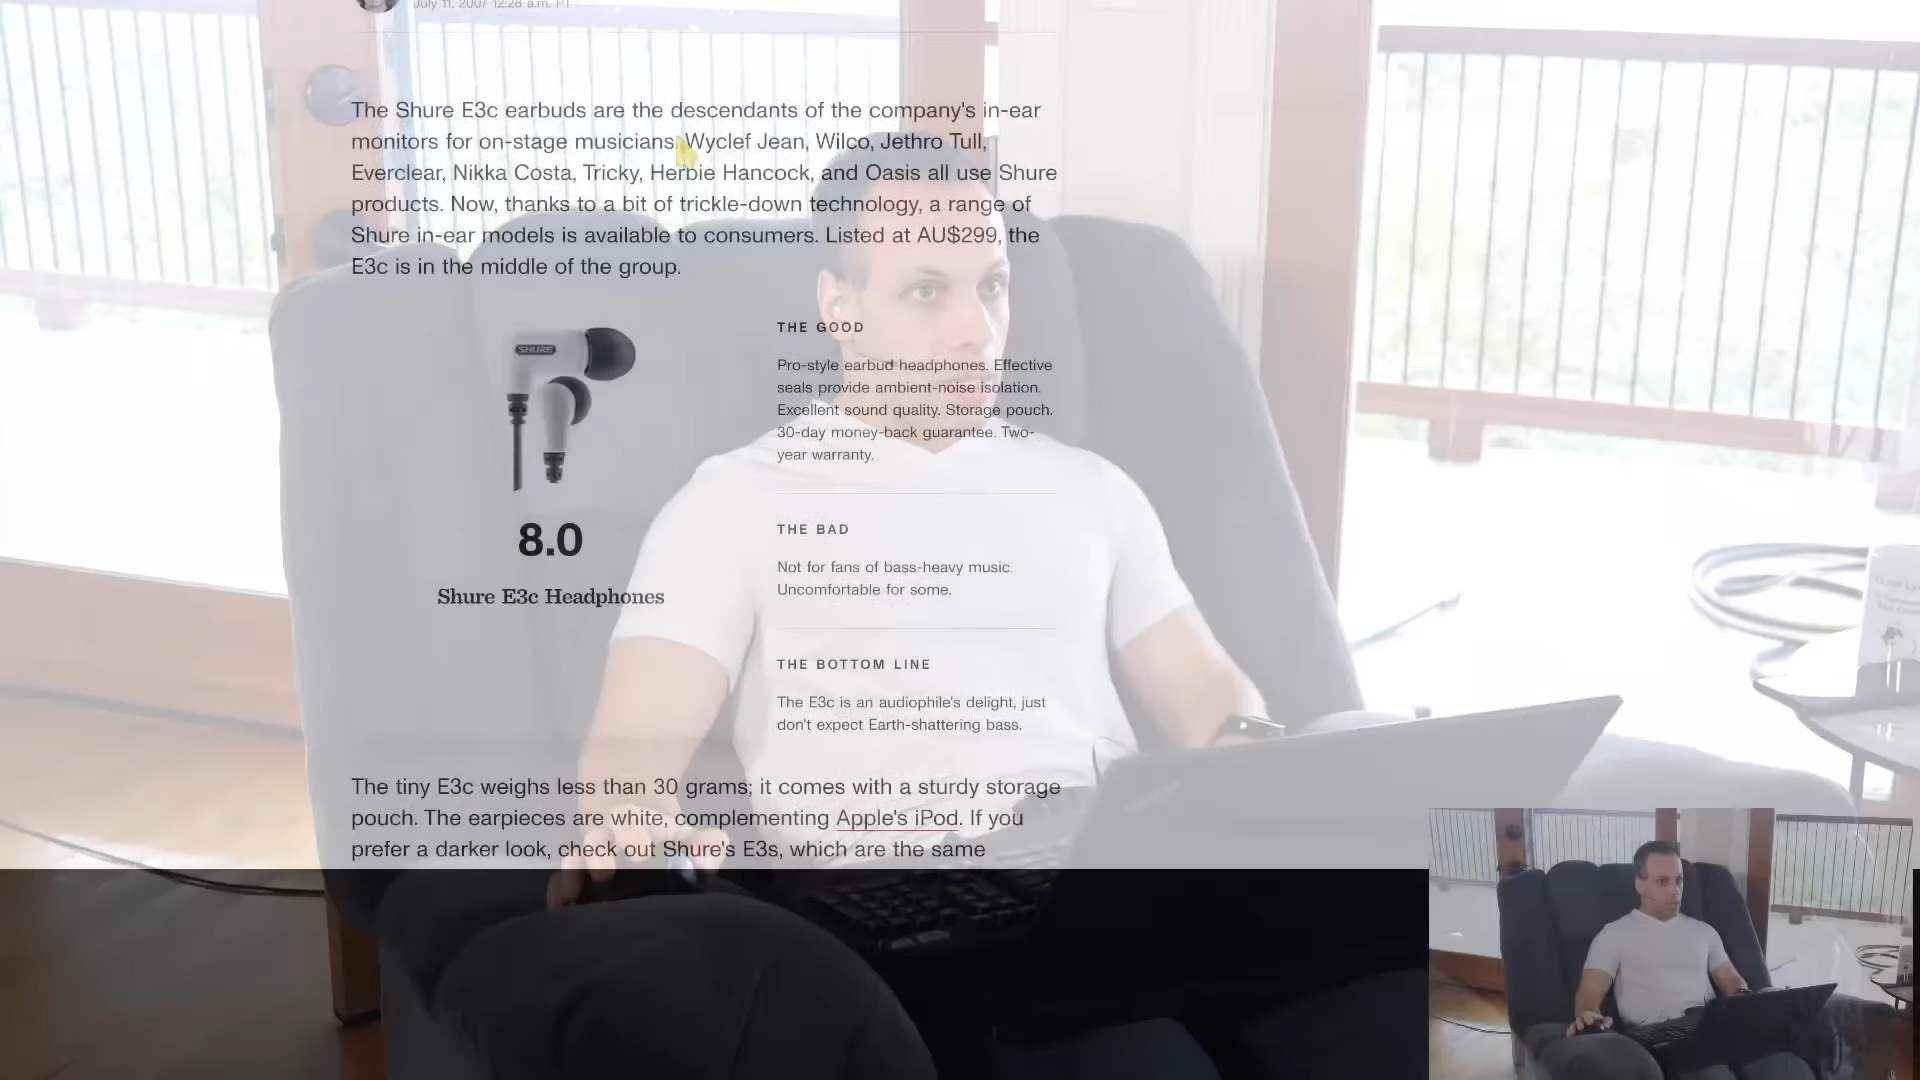 July 11, 2007 12:28 a.m. PT
The Shure E3c earbuds are the descendants of the company's in-ear
monitors for on-stage musicians. Wyclef Jean, Wilco, Jethro Tull,
Everclear, Nikka Costa, Tricky, Herbie Hancock, and Oasis all use Shure
products. Now, thanks to a bit of trickle-down technology, a range of
Shure in-ear models is available to consumers. Listed at AU$299, the
E3c is in the middle of the group.
SHURE
8.0
Shure E3c Headphones
THE GOOD
Pro-style earbud headphones. Effective
seals provide ambient-noise isolation.
Excellent sound quality. Storage pouch.
30-day money-back guarantee. Two-
year warranty.
THE BAD
Not for fans of bass-heavy music.
Uncomfortable for some.
THE BOTTOM LINE
The E3c is an audiophile's delight, just
don't expect Earth-shattering bass.
The tiny E3c weighs less than 30 grams; it comes with a sturdy storage
pouch. The earpieces are white, complementing Apple's iPod. If you
prefer a darker look, check out Shure's E3s, which are the same